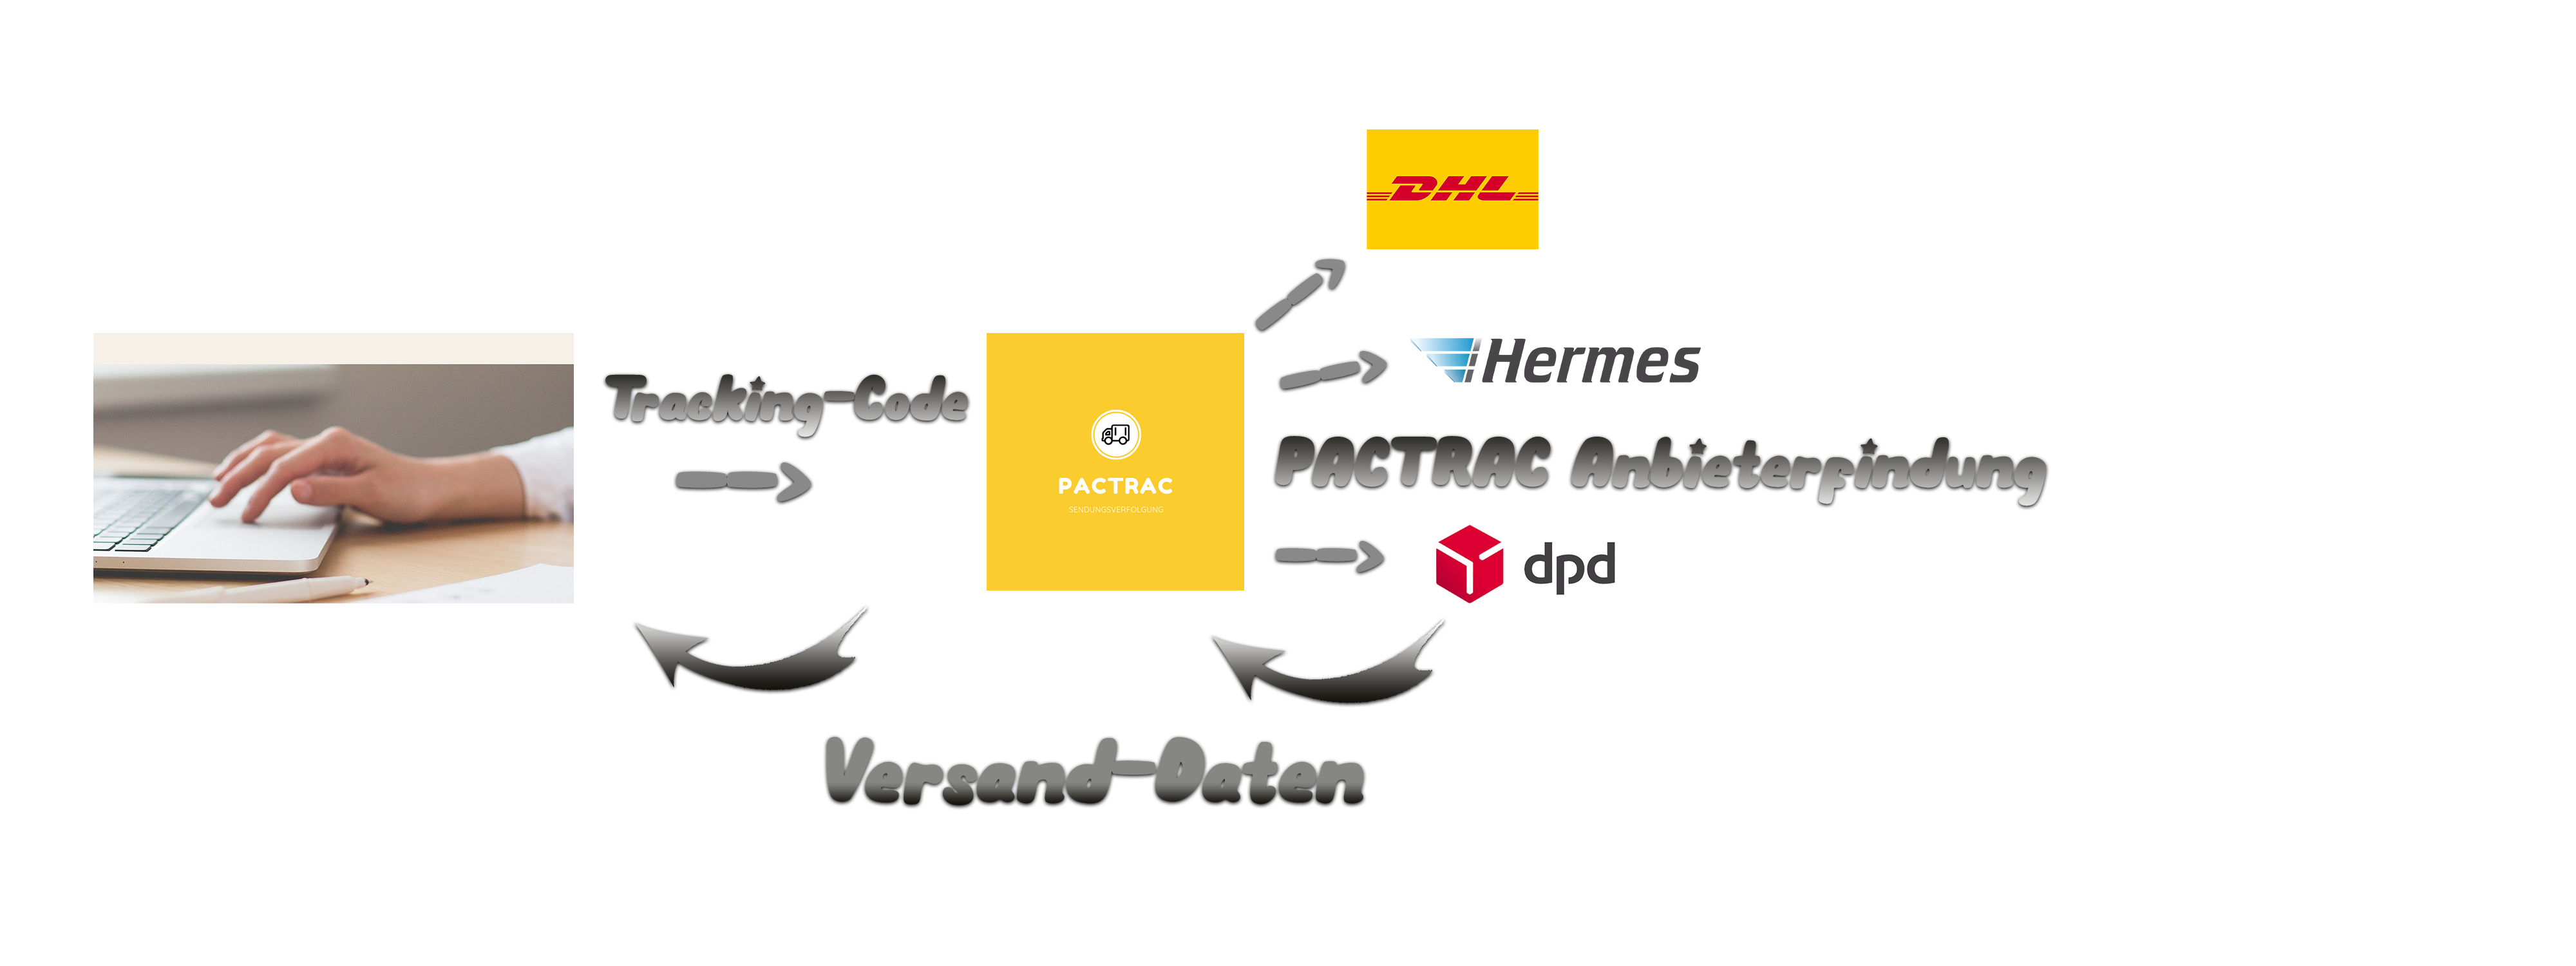 DHL
Hermes
Tracking-Code
PACTRAC
SENDUNGSVERFOLGUNG
PACTRAC Anbieterfindung
dpd
Versand-Daten